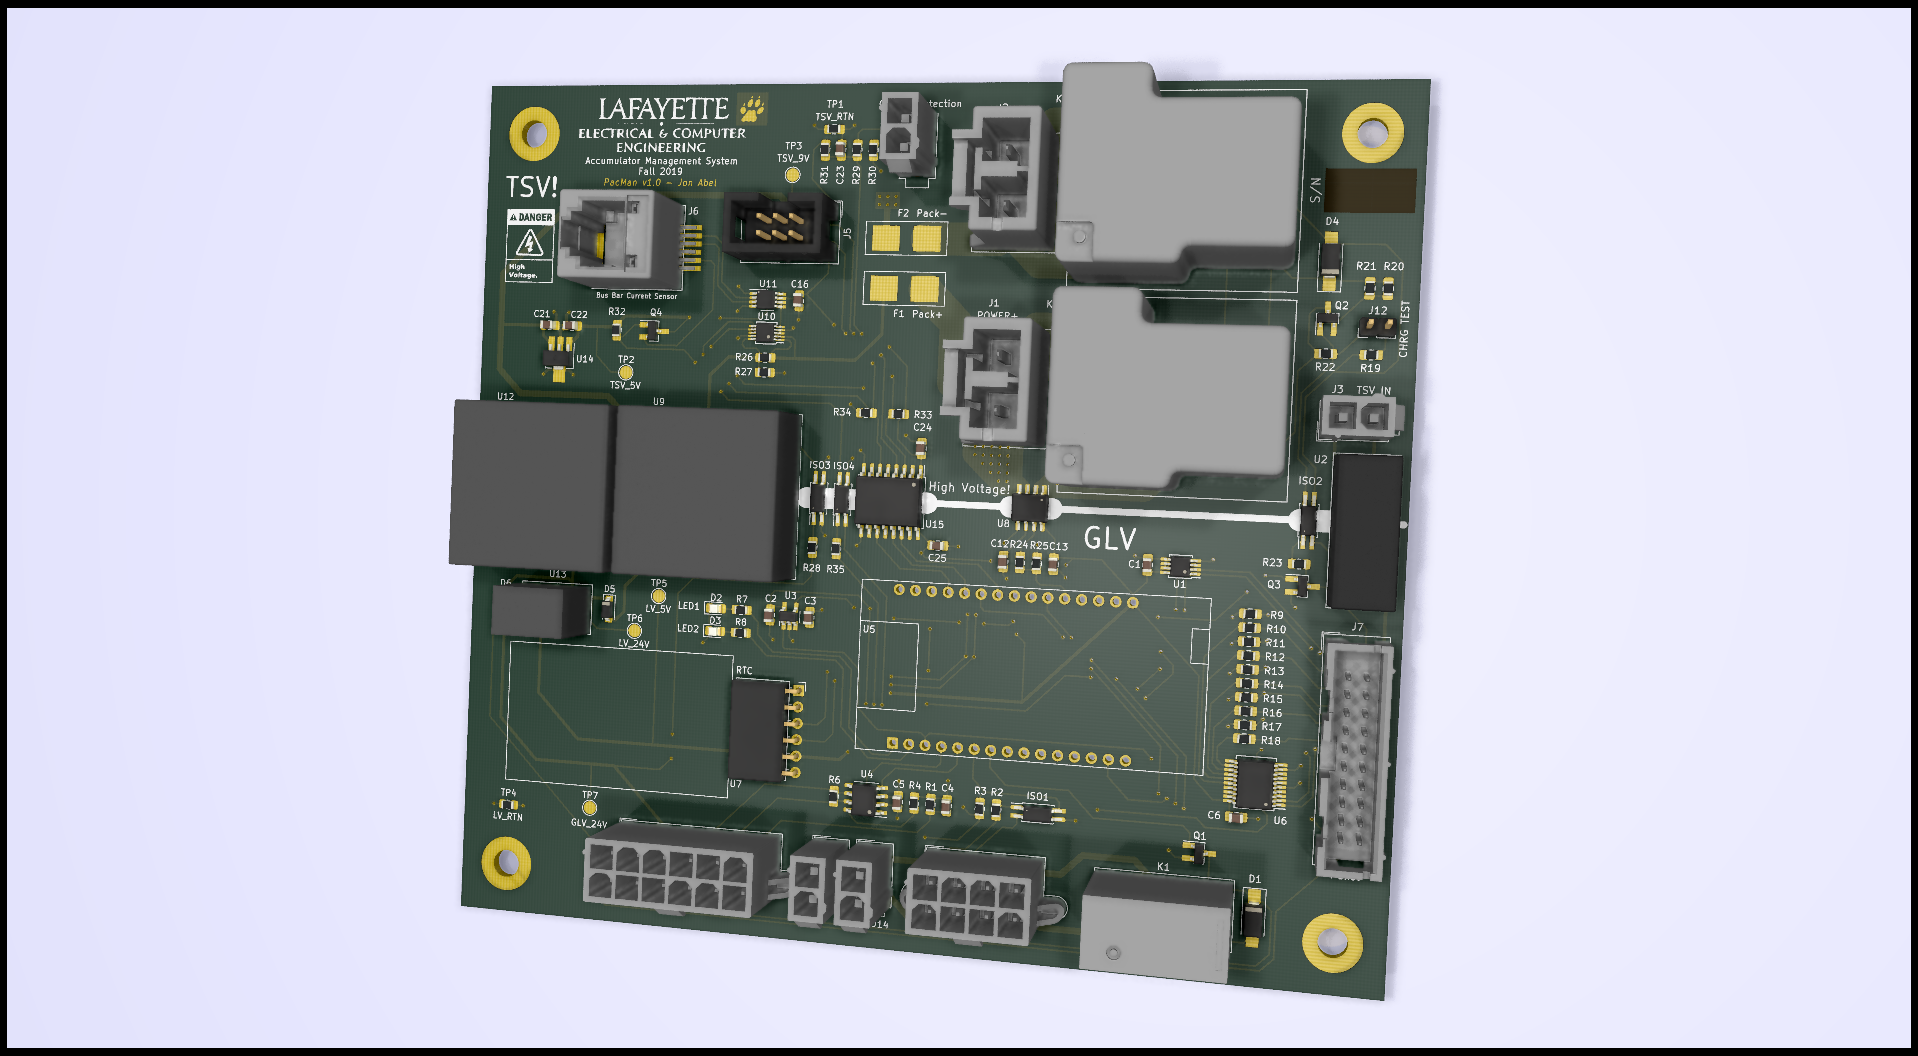 LAFAYETTE
ELECTRICAL & COMPUTER
ENGINEERING
Accumulator Management System
Fall 2019
PacMan v1.0 - Jon Abel
TSV!
DANGER
High
Voltage.
J6
Bus Bar Current Sensor
TP1
TSV_RTN
TP3
TSV_9V
R31
C23
R29
R30
J5
F2 Pack-
F1 Pack+
S/N
D4
R21 R20
Q2
J12
CHRG TEST
R22
R19
J3 TSV_IN
U2
ISO2
U11
C16
U10
R26
R27
C21
C22
R32
Q4
U14
TP2
TSV_5V
J1
POWER+
U12
U9
R34
R33
C24
ISO3
ISO4
High Voltage!
U15
U8
GLV
C25
R28 R35
C12 R24 R25 C13
C1
U1
R23
Q3
U13
D5
TP5
LV_5V
TP6
LV_24V
LED1
D2
R7
LED2
D3
R8
C2
U3
C3
U5
R9
R10
R11
R12
R13
R14
R15
R16
R17
R18
J7
RTC
U7
TP4
LV_RTN
TP7
GLV_24V
R6
U4
C5 R4 R1 C4
R3 R2
ISO1
C6
U6
Q1
K1
D1